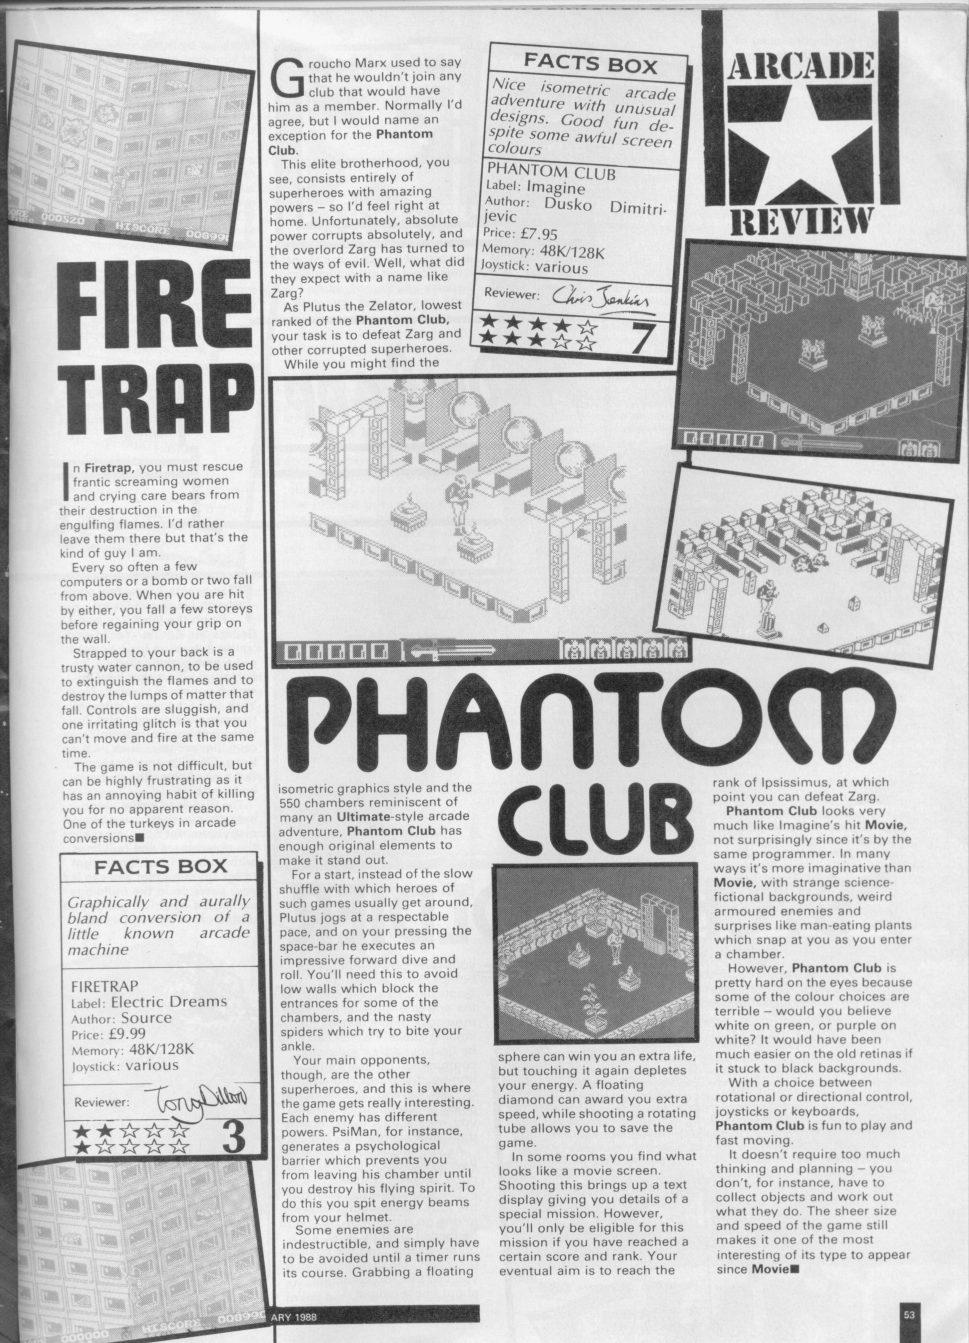 HISCORE
FIRE
TRAP
In Firetrap, you must rescue
frantic screaming women
and crying care bears from
their destruction in the
engulfing flames. I'd rather
leave them there but that's the
kind of guy I am.
Every so often a few
computers or a bomb or two fall
from above. When you are hit
by either, you fall a few storeys
before regaining your grip on
the wall.
Strapped to your back is a
trusty water cannon, to be used
to extinguish the flames and to
destroy the lumps of matter that
fall. Controls are sluggish, and
one irritating glitch is that you
can't move and fire at the same
time.
The game is not difficult, but
can be highly frustrating as it
has an annoying habit of killing
you for no apparent reason.
One of the turkeys in arcade
conversions■
FACTS BOX
Graphically and aurally
bland conversion of a
little known arcade
machine
FIRETRAP
Label: Electric Dreams
Author: Source
Price: £9.99
Memory: 48K/128K
Joystick: various
Reviewer: Tony Dillon
★★☆☆☆
★☆☆☆☆
3
000000 HISCORE 008990
Groucho Marx used to say
that he wouldn't join any
club that would have
him as a member. Normally I'd
agree, but I would name an
exception for the Phantom
Club.
This elite brotherhood, you
see, consists entirely of
superheroes with amazing
powers – so I'd feel right at
home. Unfortunately, absolute
power corrupts absolutely, and
the overlord Zarg has turned to
the ways of evil. Well, what did
they expect with a name like
Zarg?
As Plutus the Zelator, lowest
ranked of the Phantom Club,
your task is to defeat Zarg and
other corrupted superheroes.
While you might find the
FACTS BOX
Nice isometric arcade
adventure with unusual
designs. Good fun de-
spite some awful screen
colours
PHANTOM CLUB
Label: Imagine
Author: Dusko Dimitri-
jevic
Price: £7.95
Memory: 48K/128K
Joystick: various
Reviewer: Chris Jenkins
★★★★☆
★★★☆☆
7
ARCADE
REVIEW
PHANTOM
CLUB
isometric graphics style and the
550 chambers reminiscent of
many an Ultimate-style arcade
adventure, Phantom Club has
enough original elements to
make it stand out.
For a start, instead of the slow
shuffle with which heroes of
such games usually get around,
Plutus jogs at a respectable
pace, and on your pressing the
space-bar he executes an
impressive forward dive and
roll. You'll need this to avoid
low walls which block the
entrances for some of the
chambers, and the nasty
spiders which try to bite your
ankle.
Your main opponents,
though, are the other
superheroes, and this is where
the game gets really interesting.
Each enemy has different
powers. PsiMan, for instance,
generates a psychological
barrier which prevents you
from leaving his chamber until
you destroy his flying spirit. To
do this you spit energy beams
from your helmet.
Some enemies are
indestructible, and simply have
to be avoided until a timer runs
its course. Grabbing a floating
sphere can win you an extra life,
but touching it again depletes
your energy. A floating
diamond can award you extra
speed, while shooting a rotating
tube allows you to save the
game.
In some rooms you find what
looks like a movie screen.
Shooting this brings up a text
display giving you details of a
special mission. However,
you'll only be eligible for this
mission if you have reached a
certain score and rank. Your
eventual aim is to reach the
rank of Ipsissimus, at which
point you can defeat Zarg.
Phantom Club looks very
much like Imagine's hit Movie,
not surprisingly since it's by the
same programmer. In many
ways it's more imaginative than
Movie, with strange science-
fictional backgrounds, weird
armoured enemies and
surprises like man-eating plants
which snap at you as you enter
a chamber.
However, Phantom Club is
pretty hard on the eyes because
some of the colour choices are
terrible – would you believe
white on green, or purple on
white? It would have been
much easier on the old retinas if
it stuck to black backgrounds.
With a choice between
rotational or directional control,
joysticks or keyboards,
Phantom Club is fun to play and
fast moving.
It doesn't require too much
thinking and planning – you
don't, for instance, have to
collect objects and work out
what they do. The sheer size
and speed of the game still
makes it one of the most
interesting of its type to appear
since Movie■
ARY 1988
53